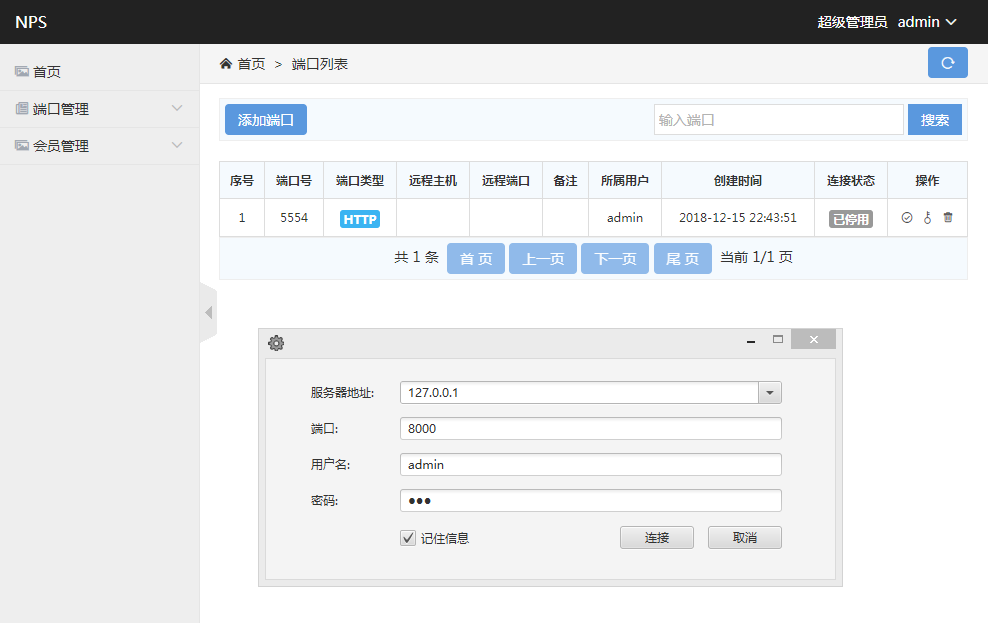 NPS 超级管理员 admin
首页
端口管理
会员管理
首页 > 端口列表
添加端口 输入端口 搜索
序号 端口号 端口类型 远程主机 远程端口 备注 所属用户 创建时间 连接状态 操作
1 5554 HTTP admin 2018-12-15 22:43:51 已停用
共 1 条 首 页 上一页 下一页 尾 页 当前 1/1 页
服务器地址: 127.0.0.1
端口: 8000
用户名: admin
密码: ●●●
记住信息 连接 取消